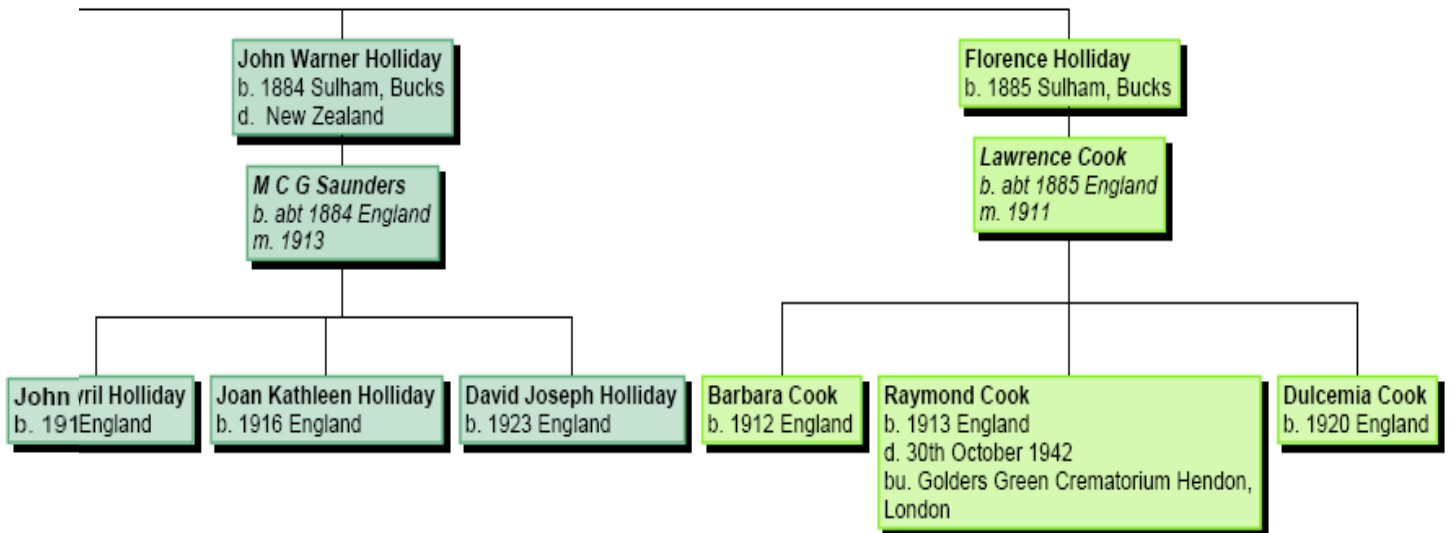 John Warner Holliday
b. 1884 Sulham, Bucks
d. New Zealand
Florence Holliday
b. 1885 Sulham, Bucks
M C G Saunders
b. abt 1884 England
m. 1913
Lawrence Cook
b. abt 1885 England
m. 1911
John Holliday
b. England
Joan Kathleen Holliday
b. 1916 England
David Joseph Holliday
b. 1923 England
Barbara Cook
b. 1912 England
Raymond Cook
b. 1913 England
d. 30th October 1942
bu. Golders Green Crematorium Hendon,
London
Dulcemia Cook
b. 1920 England